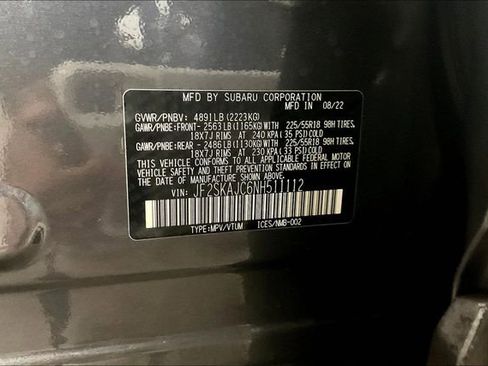 MFD BY SUBARU CORPORATION
MFD IN 08/22
GVWR/PNBV: 4891LB(2223KG)
GAWR/PNBE:FRONT- 2563LB(1165KG)WITH 225/55R18 98H TIRES,
18X7J RIMS AT 240 KPA(35 PSI)COLD
GAWR/PNBE:REAR - 2486LB(1130KG)WITH 225/55R18 98H TIRES,
18X7J RIMS AT 230 KPA(33 PSI)COLD
THIS VEHICLE CONFORMS TO ALL APPLICABLE FEDERAL MOTOR
VEHICLE SAFETY AND THEFT PREVENTION STANDARDS IN EFFECT
ON THE DATE OF MANUFACTURE SHOWN ABOVE.
VIN: JF2SKAJC6NH511112
TYPE:MPV/VTUM ICES/NMB-002